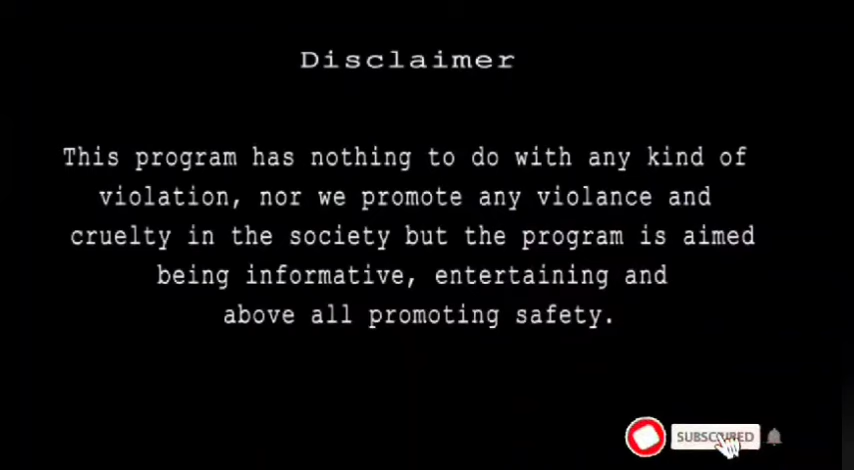 Disclaimer
This program has nothing to do with any kind of
violation, nor we promote any violance and
cruelty in the society but the program is aimed
being informative, entertaining and
above all promoting safety.